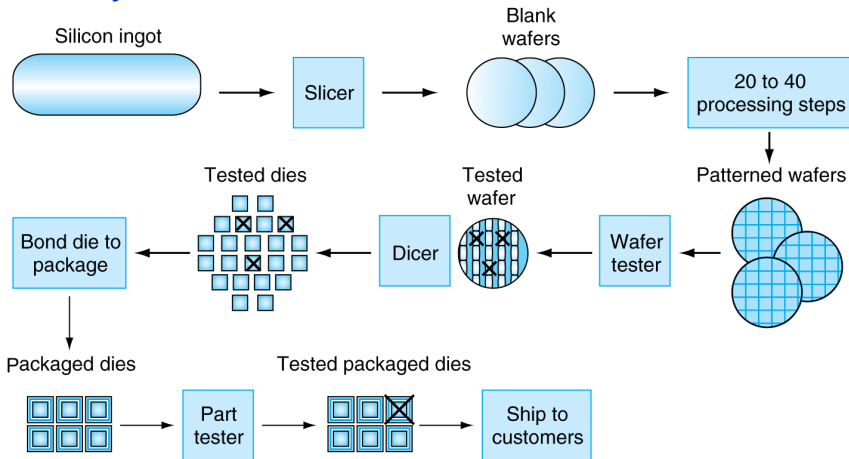 Silicon ingot
Slicer
Blank
wafers
20 to 40
processing steps
Patterned wafers
Wafer
tester
Tested
wafer
Dicer
Tested dies
Bond die to
package
Packaged dies
Part
tester
Tested packaged dies
Ship to
customers